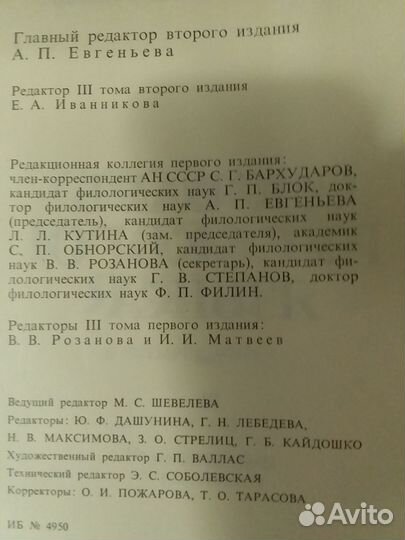 Главный редактор второго издания
А. П. Евгеньева
Редактор III тома второго издания
Е. А. Иванникова
Редакционная коллегия первого издания:
член-корреспондент АН СССР С. Г. БАРХУДАРОВ,
кандидат филологических наук Г. П. БЛОК, док-
тор филологических наук А. П. ЕВГЕНЬЕВА
(председатель), кандидат филологических наук
Л. Л. КУТИНА (зам. председателя), академик
С. П. ОБНОРСКИЙ, кандидат филологических
наук В. В. РОЗАНОВА (секретарь), кандидат фи-
лологических наук Г. В. СТЕПАНОВ, доктор
филологических наук Ф. П. ФИЛИН.
Редакторы III тома первого издания:
В. В. Розанова и И. И. Матвеев
Ведущий редактор М. С. ШЕВЕЛЕВА
Редакторы: Ю. Ф. ДАШУНИНА, Г. Н. ЛЕБЕДЕВА,
Н. В. МАКСИМОВА, З. О. СТРЕЛИЦ, Г. Б. КАЙДОШКО
Художественный редактор Г. П. ВАЛЛАС
Технический редактор Э. С. СОБОЛЕВСКАЯ
Корректоры: О. И. ПОЖАРОВА, Т. О. ТАРАСОВА
ИБ № 4950
Avito